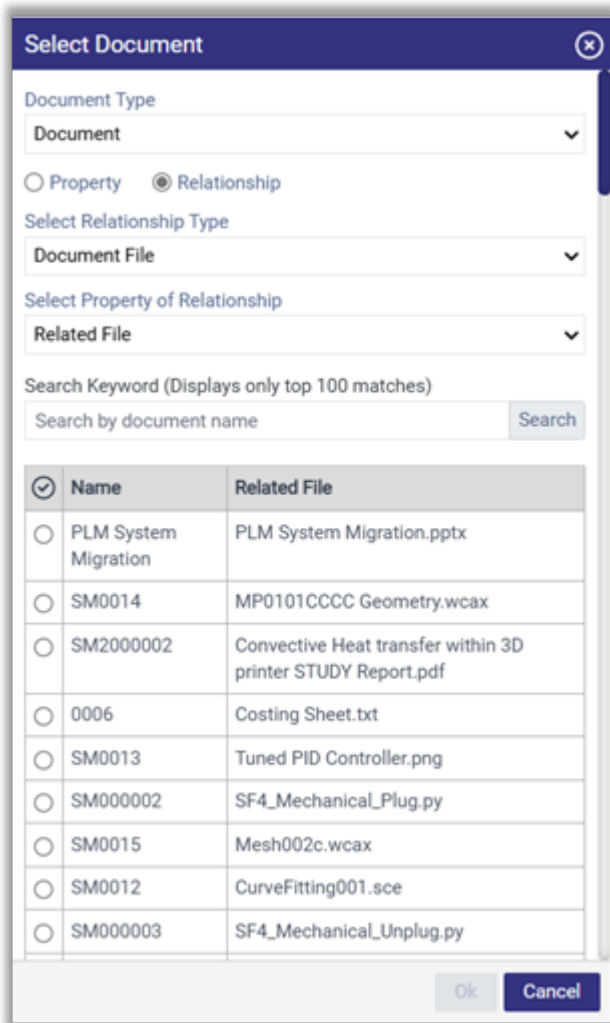 Select Document
Document Type
Document
Property Relationship
Select Relationship Type
Document File
Select Property of Relationship
Related File
Search Keyword (Displays only top 100 matches)
Search by document name Search
Name Related File
PLM System Migration PLM System Migration.pptx
SM0014 MP0101CCCC Geometry.wcax
SM2000002 Convective Heat transfer within 3D
printer STUDY Report.pdf
0006 Costing Sheet.txt
SM0013 Tuned PID Controller.png
SM000002 SF4_Mechanical_Plug.py
SM0015 Mesh002c.wcax
SM0012 CurveFitting001.sce
SM000003 SF4_Mechanical_Unplug.py
Ok Cancel